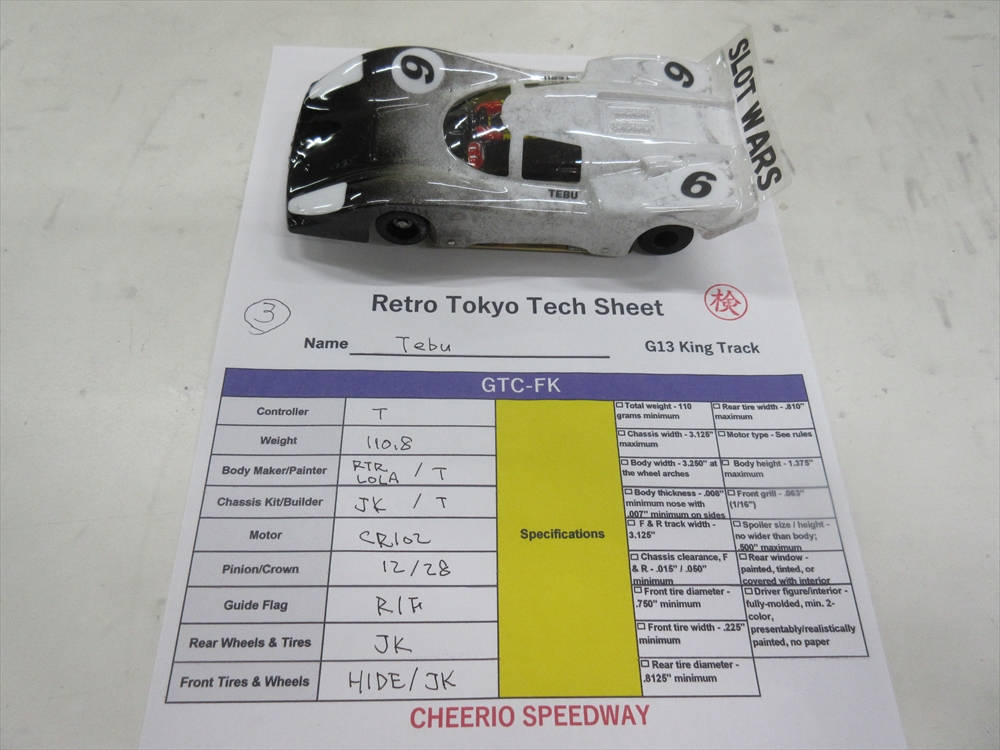 6
6
SLOT WARS
TEBU
6
TEBU
3
Retro Tokyo Tech Sheet
検
Name Tebu
G13 King Track
GTC-FK
Controller T
Weight 110.8
Body Maker/Painter RTR LOLA / T
Chassis Kit/Builder JK / T
Motor CR102
Pinion/Crown 12/28
Guide Flag
Rear Wheels & Tires JK
Front Tires & Wheels HIDE/JK
Specifications
Total weight - 110
grams minimum
Chassis width - 3.125"
maximum
Body width - 3.250" at
the wheel arches
Body thickness - .008"
minimum nose with
.007" minimum on sides
F & R track width -
3.125"
Chassis clearance, F
& R - .015" / .050"
minimum
Front tire diameter -
.750" minimum
Front tire width - .225"
minimum
Rear tire diameter -
.8125" minimum
Rear tire width - .810"
maximum
Motor type - See rules
Body height - 1.375"
maximum
Front grill - .063"
(1/16")
Spoiler size / height -
no wider than body;
.500" maximum
Rear window -
painted, tinted, or
covered with interior
Driver figure/interior -
fully-molded, min. 2-
color,
presentably/realistically
painted, no paper
CHEERIO SPEEDWAY